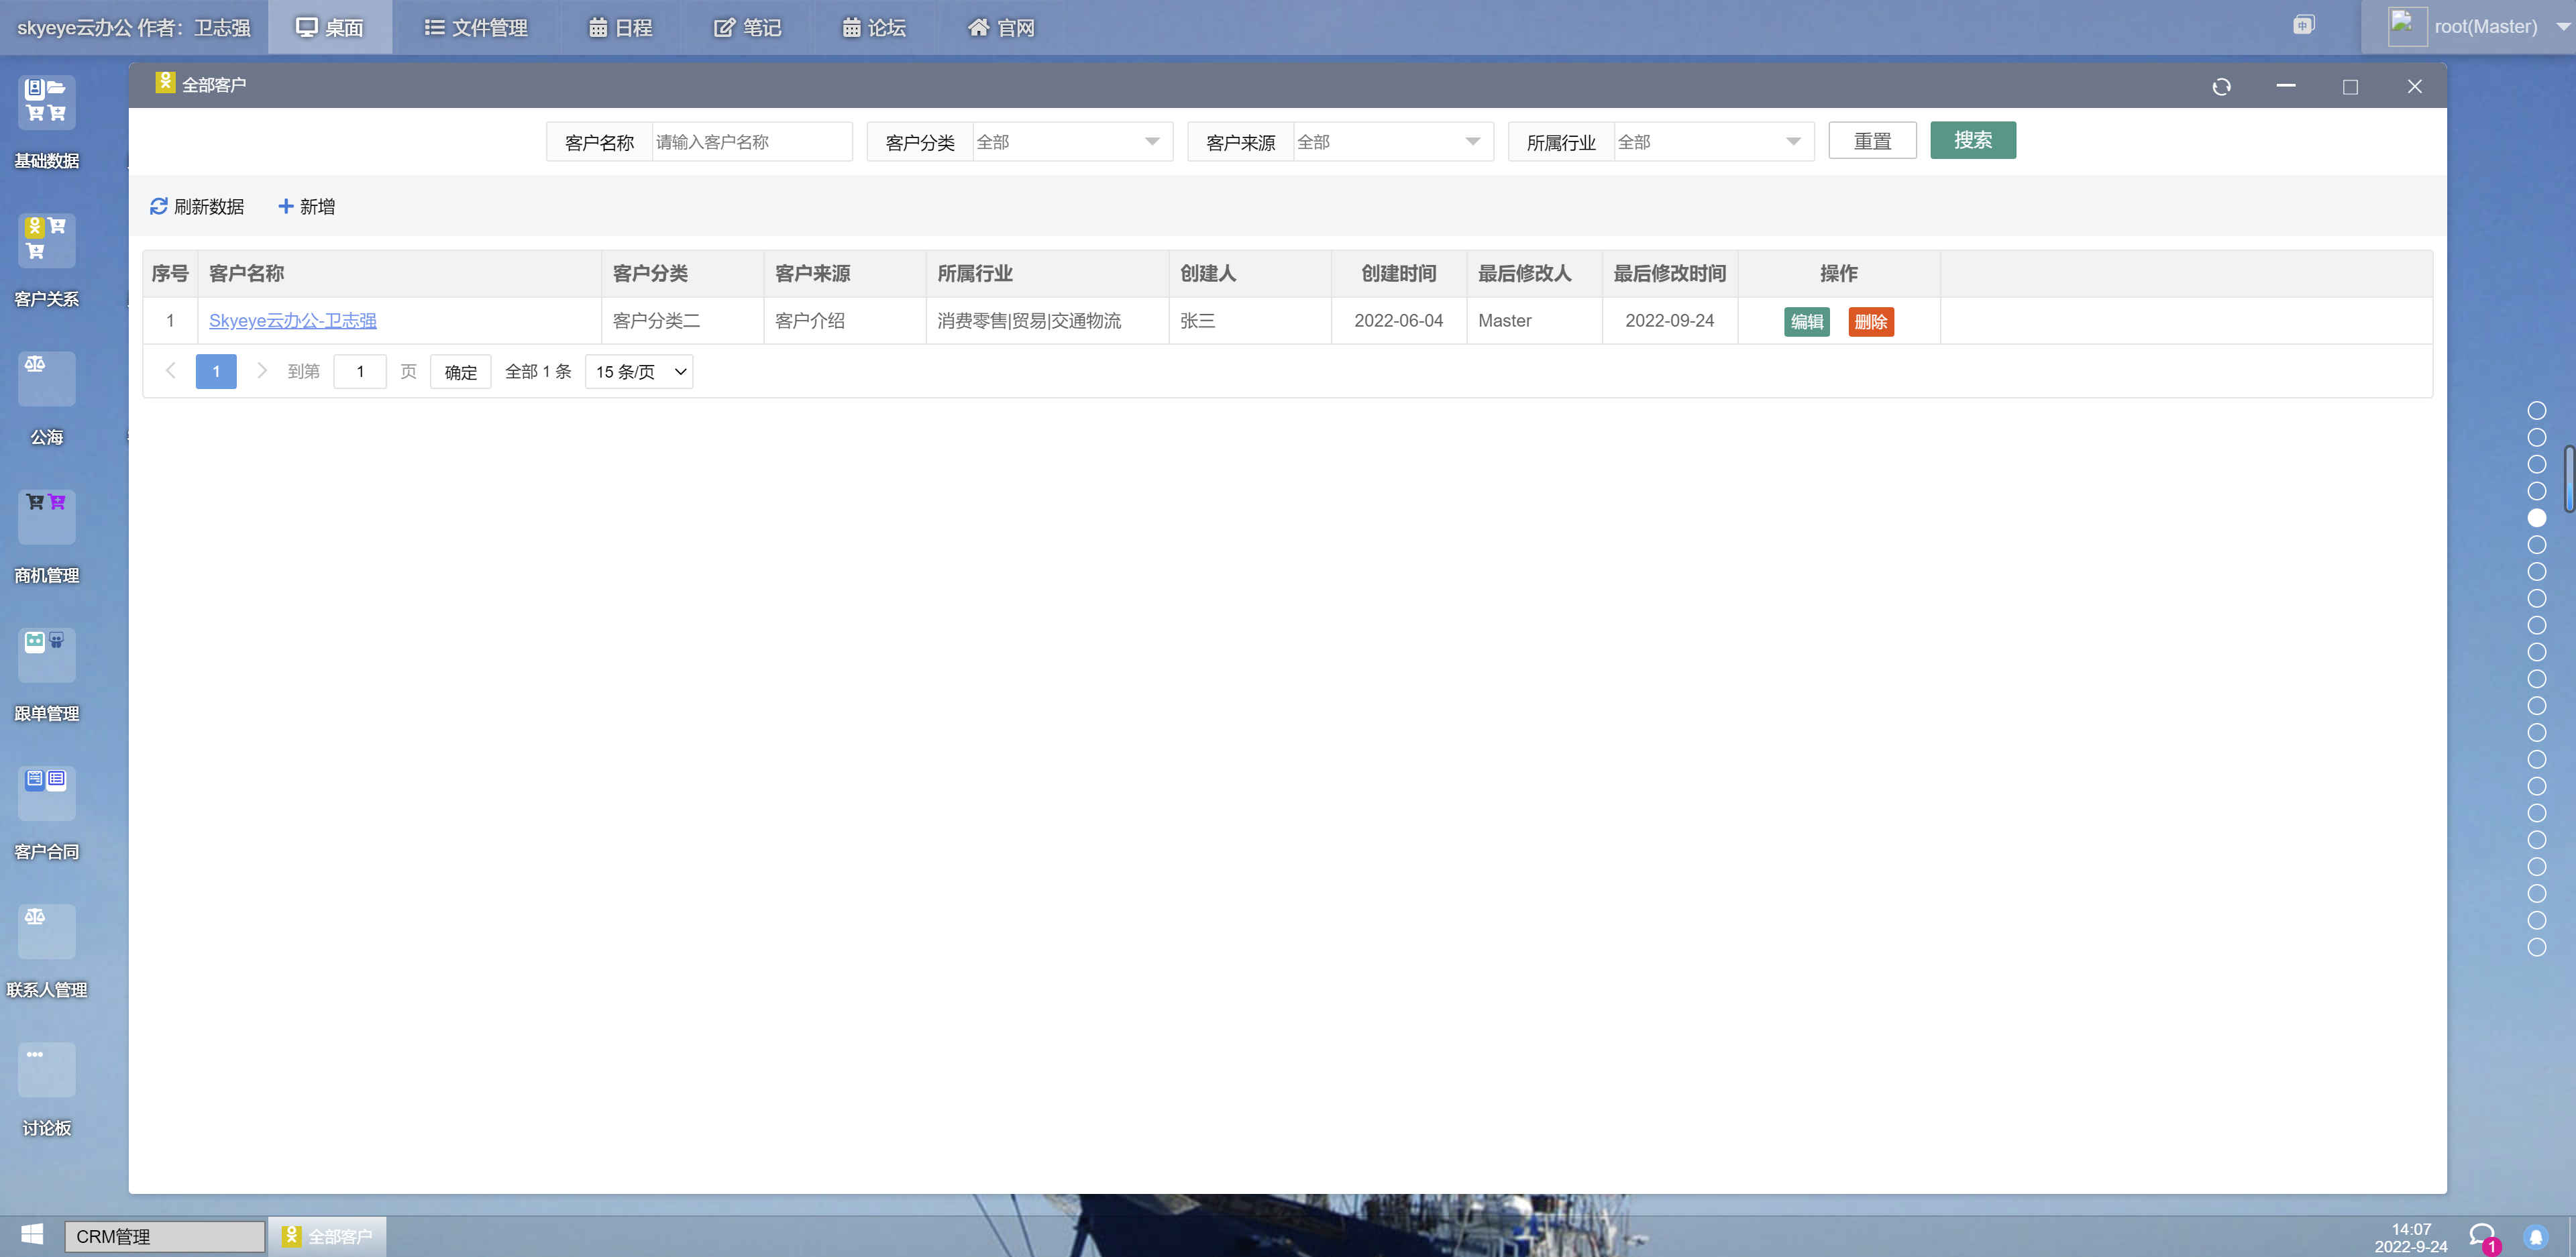 skyeye云办公 作者：卫志强 桌面 文件管理 日程 笔记 论坛 官网 中 root(Master)
全部客户
客户名称 请输入客户名称 客户分类 全部 客户来源 全部 所属行业 全部 重置 搜索
刷新数据 新增
序号 客户名称 客户分类 客户来源 所属行业 创建人 创建时间 最后修改人 最后修改时间 操作
1 Skyeye云办公-卫志强 客户分类二 客户介绍 消费零售|贸易|交通物流 张三 2022-06-04 Master 2022-09-24 编辑 删除
1 到第 1 页 确定 全部 1 条 15 条/页
基础数据
客户关系
公海
商机管理
跟单管理
客户合同
联系人管理
讨论板
CRM管理 全部客户
14:07
2022-9-24
1